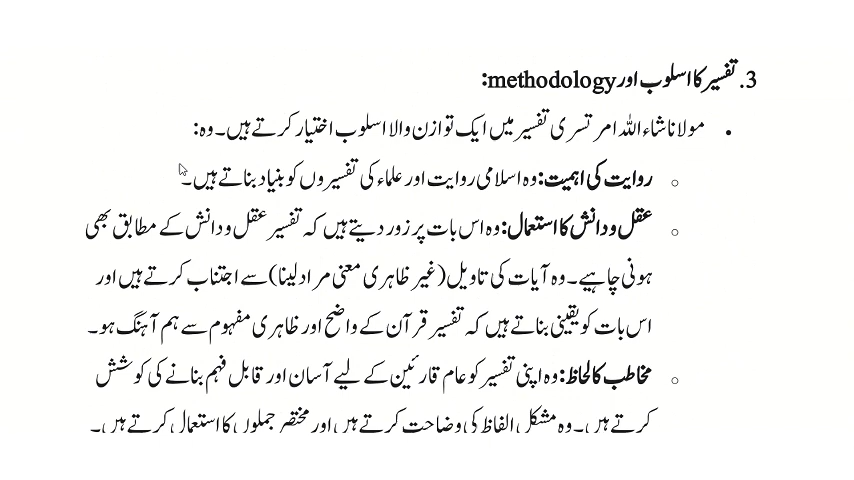 3. تفسیر کا اسلوب اور methodology:
• مولانا ثناء اللہ امرتسری تفسیر میں ایک توازن والا اسلوب اختیار کرتے ہیں۔ وہ:
○ روایت کی اہمیت: وہ اسلامی روایت اور علماء کی تفسیروں کو بنیاد بناتے ہیں۔
○ عقل و دانش کا استعمال: وہ اس بات پر زور دیتے ہیں کہ تفسیر عقل و دانش کے مطابق بھی
ہونی چاہیے۔ وہ آیات کی تاویل (غیر ظاہری معنی مراد لینا) سے اجتناب کرتے ہیں اور
اس بات کو یقینی بناتے ہیں کہ تفسیر قرآن کے واضح اور ظاہری مفہوم سے ہم آہنگ ہو۔
○ مخاطب کا لحاظ: وہ اپنی تفسیر کو عام قارئین کے لیے آسان اور قابل فہم بنانے کی کوشش
کرتے ہیں۔ وہ مشکل الفاظ کی وضاحت کرتے ہیں اور مختصر جملوں کا استعمال کرتے ہیں۔